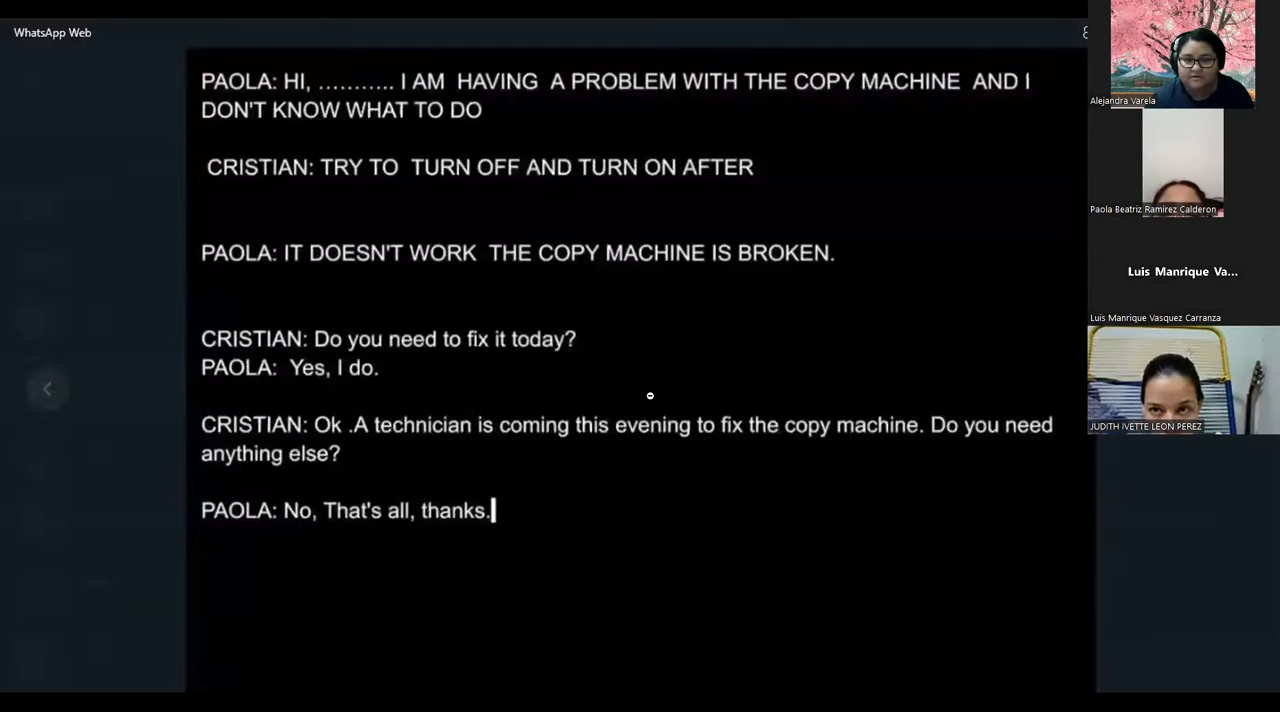 WhatsApp Web
PAOLA: HI, ........... I AM HAVING A PROBLEM WITH THE COPY MACHINE AND I
DON'T KNOW WHAT TO DO
CRISTIAN: TRY TO TURN OFF AND TURN ON AFTER
PAOLA: IT DOESN'T WORK THE COPY MACHINE IS BROKEN.
CRISTIAN: Do you need to fix it today?
PAOLA: Yes, I do.
CRISTIAN: Ok .A technician is coming this evening to fix the copy machine. Do you need
anything else?
PAOLA: No, That's all, thanks.
Alejandra Varela
Paola Beatriz Ramirez Calderon
Luis Manrique Va...
Luis Manrique Vasquez Carranza
JUDITH IVETTE LEON PEREZ